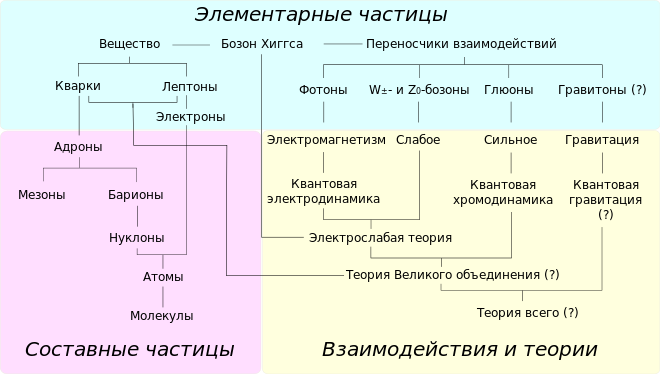 Элементарные частицы
Вещество
Бозон Хиггса
Переносчики взаимодействий
Кварки
Лептоны
Фотоны
W±- и Z0-бозоны
Глюоны
Гравитоны (?)
Электроны
Электромагнетизм
Слабое
Сильное
Гравитация
Адроны
Мезоны
Барионы
Квантовая
электродинамика
Квантовая
хромодинамика
Квантовая
гравитация
(?)
Нуклоны
Электрослабая теория
Атомы
Теория Великого объединения (?)
Молекулы
Теория всего (?)
Составные частицы
Взаимодействия и теории